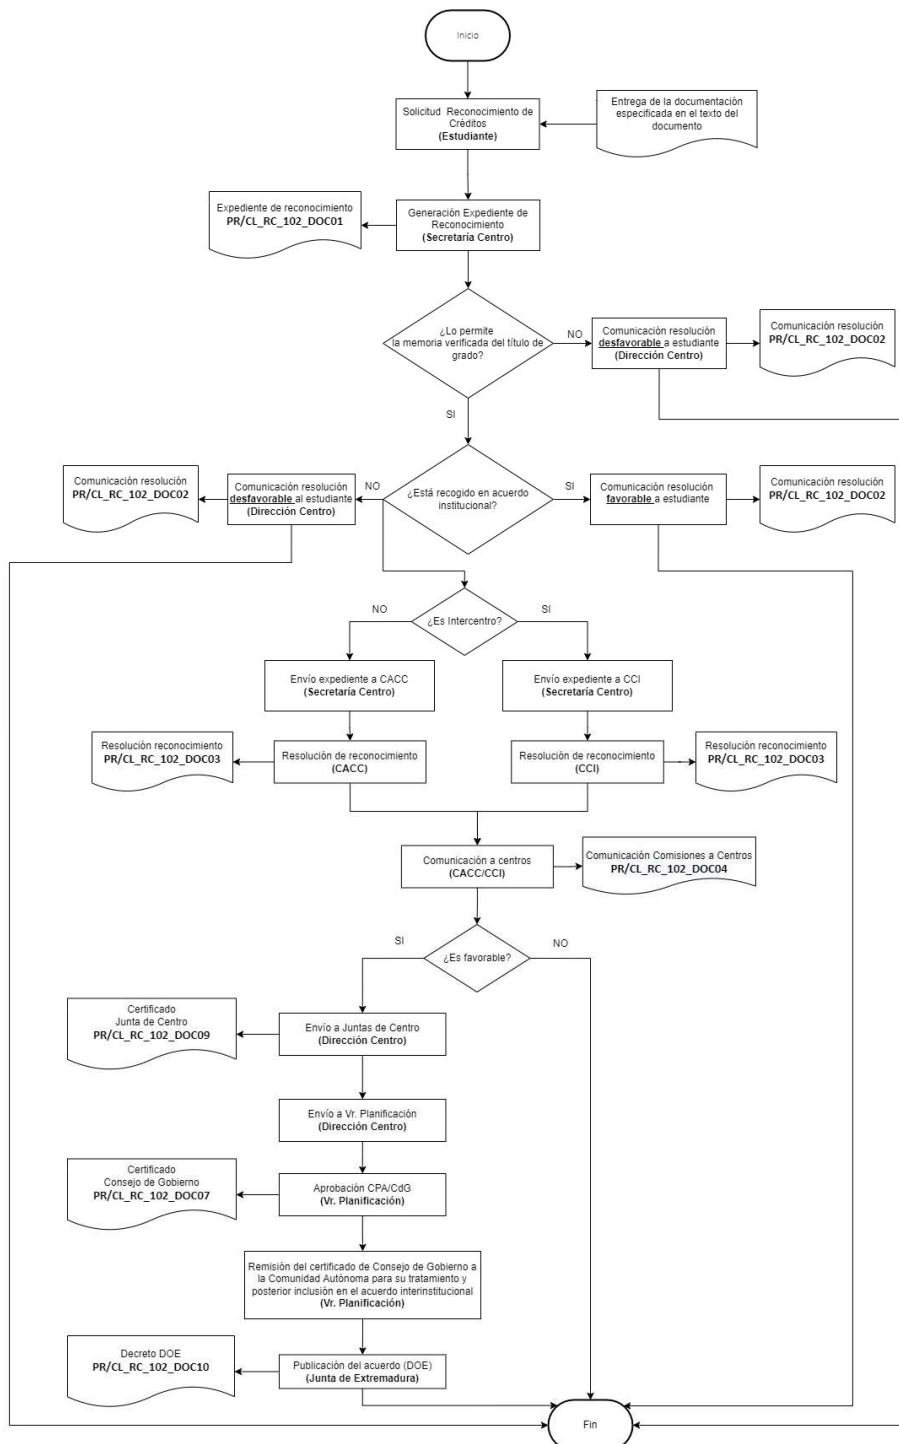 Inicio
Solicitud Reconocimiento de
Créditos
(Estudiante)
Entrega de la documentación
especificada en el texto del
documento
Expediente de reconocimiento
PR/CL_RC_102_DOC01
Generación Expediente de
Reconocimiento
(Secretaría Centro)
¿Lo permite
la memoria verificada del título de
grado?
NO
Comunicación resolución
desfavorable a estudiante
(Dirección Centro)
Comunicación resolución
PR/CL_RC_102_DOC02
SI
Comunicación resolución
PR/CL_RC_102_DOC02
Comunicación resolución
desfavorable al estudiante
(Dirección Centro)
NO
¿Está recogido en acuerdo
institucional?
SI
Comunicación resolución
favorable a estudiante
Comunicación resolución
PR/CL_RC_102_DOC02
NO
¿Es Intercentro?
SI
Envío expediente a CACC
(Secretaría Centro)
Envío expediente a CCI
(Secretaría Centro)
Resolución reconocimiento
PR/CL_RC_102_DOC03
Resolución de reconocimiento
(CACC)
Resolución de reconocimiento
(CCI)
Resolución reconocimiento
PR/CL_RC_102_DOC03
Comunicación a centros
(CACC/CCI)
Comunicación Comisiones a Centros
PR/CL_RC_102_DOC04
SI
¿Es favorable?
NO
Certificado
Junta de Centro
PR/CL_RC_102_DOC09
Envío a Juntas de Centro
(Dirección Centro)
Envío a Vr. Planificación
(Dirección Centro)
Certificado
Consejo de Gobierno
PR/CL_RC_102_DOC07
Aprobación CPA/CdG
(Vr. Planificación)
Remisión del certificado de Consejo de Gobierno a
la Comunidad Autónoma para su tratamiento y
posterior inclusión en el acuerdo interinstitucional
(Vr. Planificación)
Decreto DOE
PR/CL_RC_102_DOC10
Publicación del acuerdo (DOE)
(Junta de Extremadura)
Fin